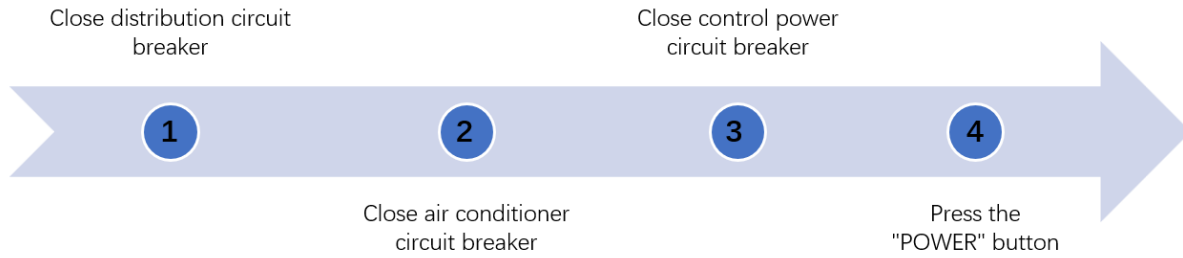 Close distribution circuit
breaker
Close control power
circuit breaker
1
2
3
4
Close air conditioner
circuit breaker
Press the
"POWER" button